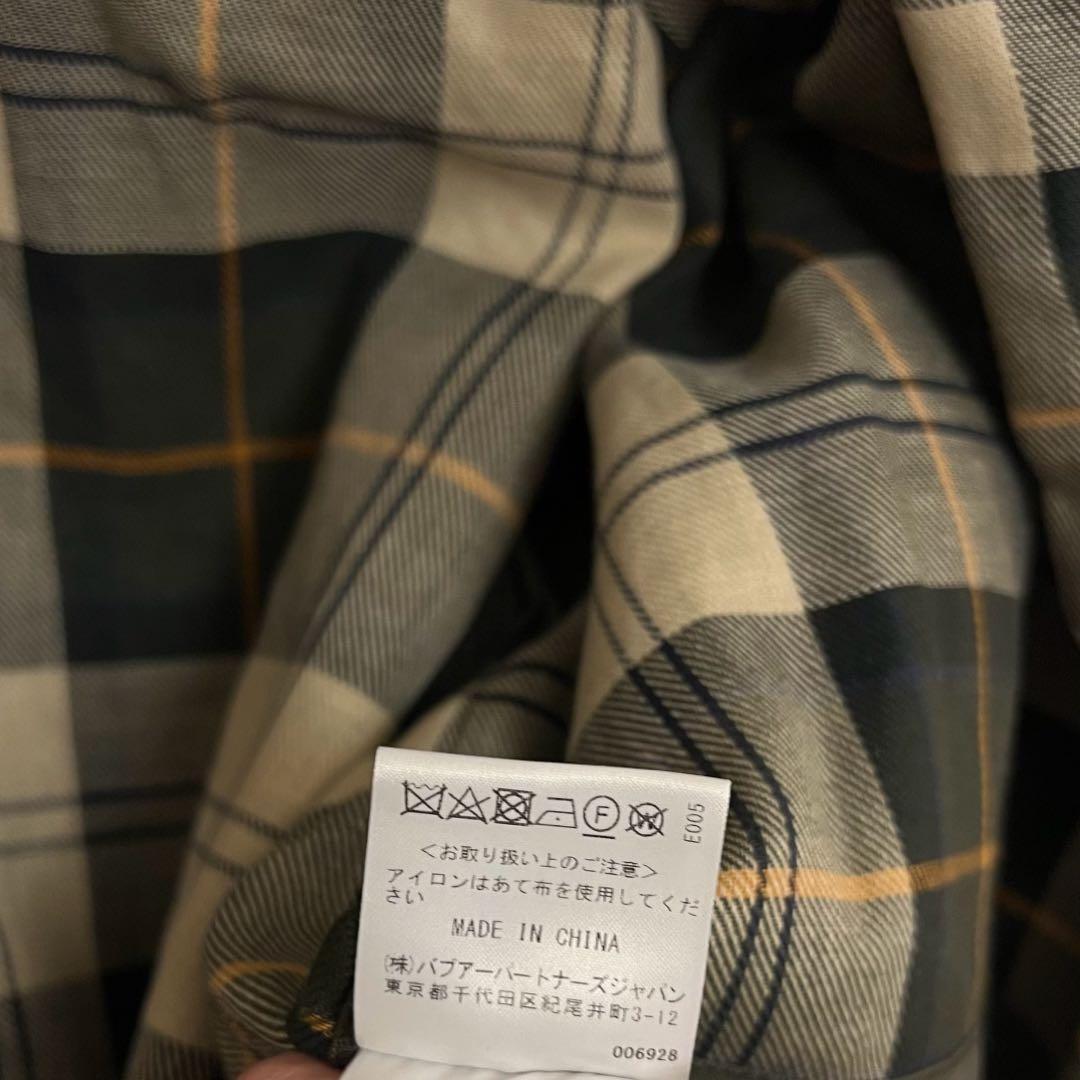 F W E005
<お取り扱い上のご注意>
アイロンはあて布を使用してくだ
さい
MADE IN CHINA
(株)バブアーパートナーズジャパン
東京都千代田区紀尾井町3-12
006928